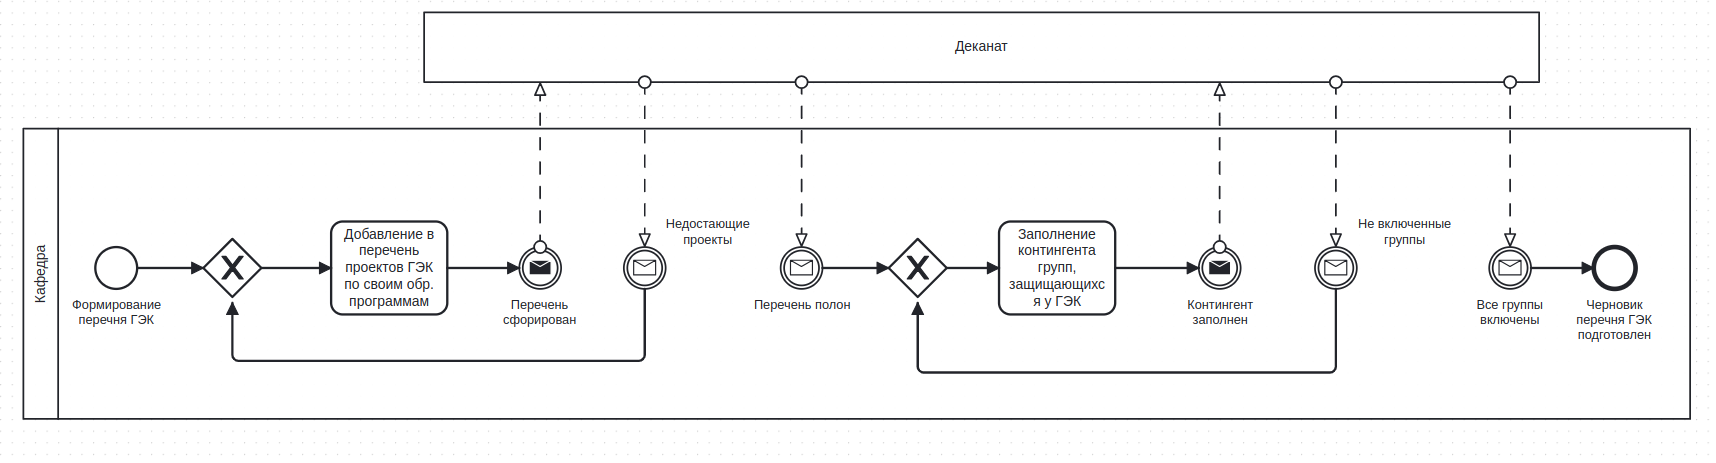 Деканат
Кафедра
Формирование
перечня ГЭК
Добавление в
перечень
проектов ГЭК
по своим обр.
программам
Перечень
сфорирован
Недостающие
проекты
Перечень полон
Заполнение
контингента
групп,
защищающихс
я у ГЭК
Контингент
заполнен
Не включенные
группы
Все группы
включены
Черновик
перечня ГЭК
подготовлен